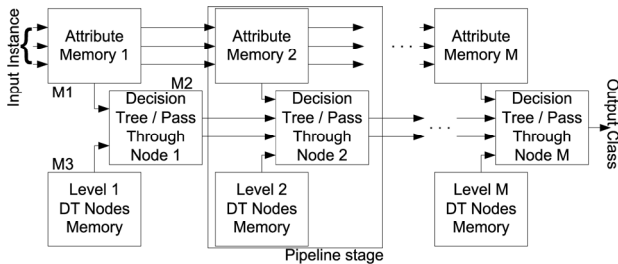 Input Instance
Attribute
Memory 1
Attribute
Memory 2
. . .
Attribute
Memory M
M1
M2
M3
Decision
Tree / Pass
Through
Node 1
Decision
Tree / Pass
Through
Node 2
. . .
Decision
Tree / Pass
Through
Node M
Output Class
Level 1
DT Nodes
Memory
Level 2
DT Nodes
Memory
Level M
DT Nodes
Memory
Pipeline stage